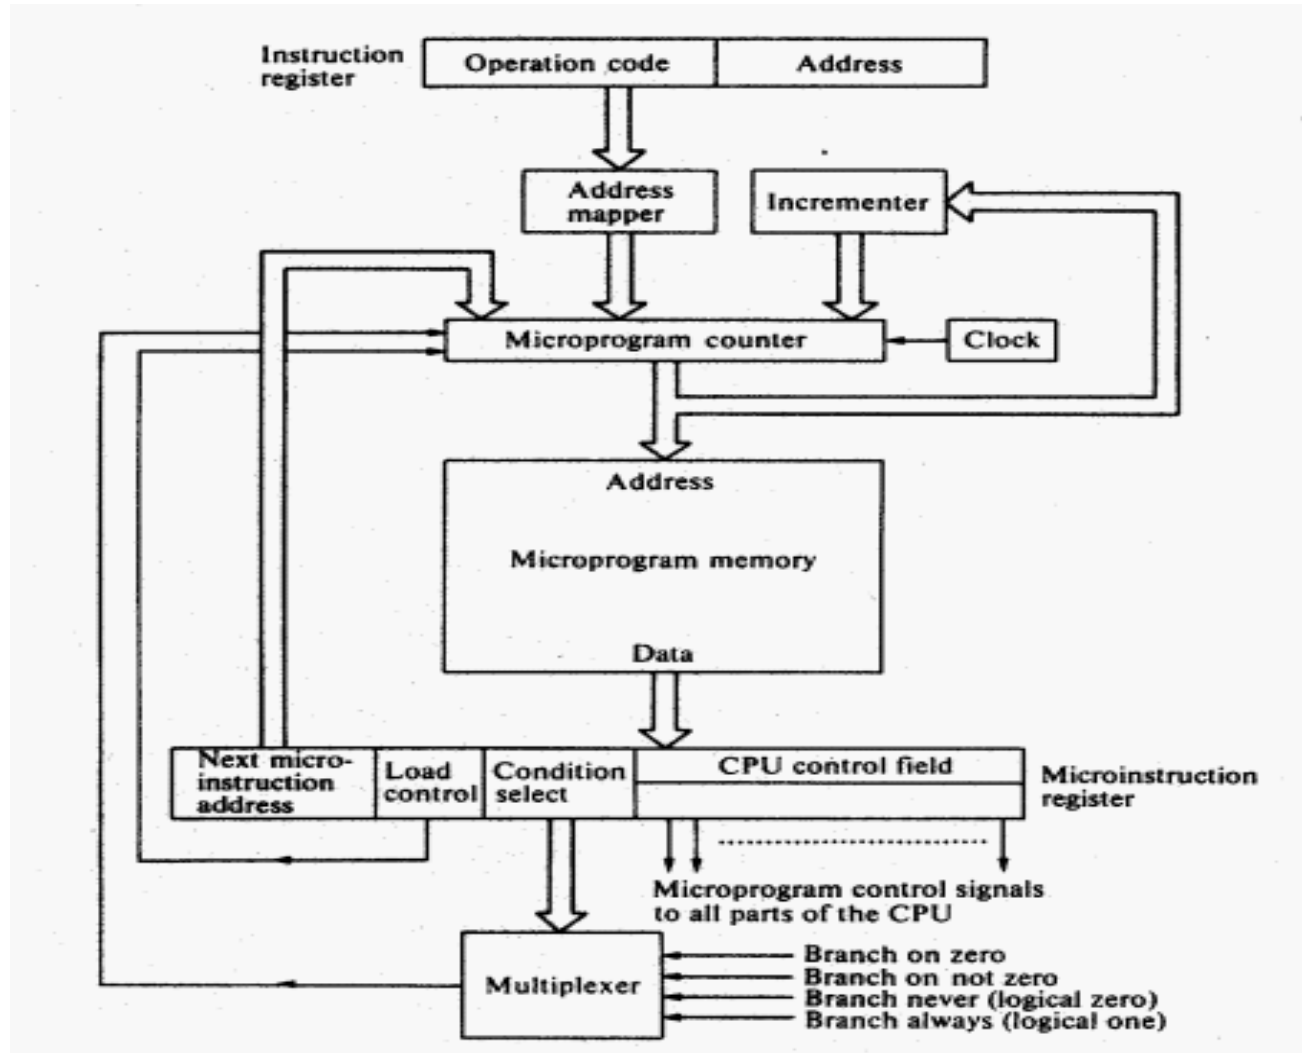 Instruction
register
Operation code
Address
Address
mapper
Incrementer
Microprogram counter
Clock
Address
Microprogram memory
Data
Next micro-
instruction
address
Load
control
Condition
select
CPU control field
Microinstruction
register
Microprogram control signals
to all parts of the CPU
Multiplexer
Branch on zero
Branch on not zero
Branch never (logical zero)
Branch always (logical one)